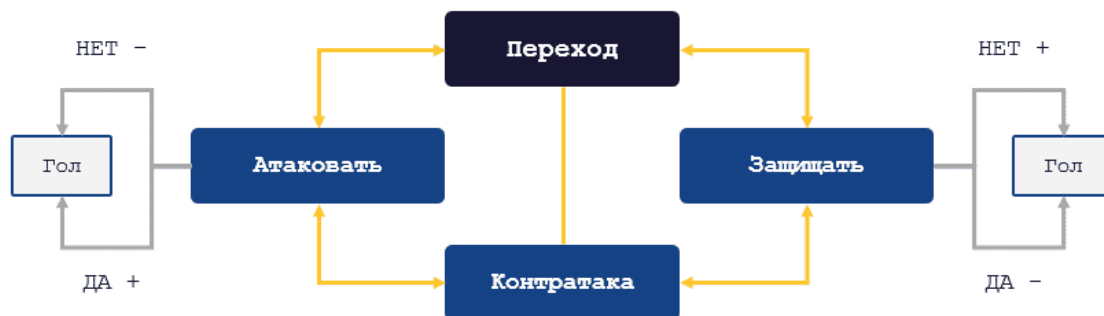 НЕТ -
Переход
НЕТ +
Гол
Атаковать
Защищать
Гол
ДА +
Контратака
ДА -